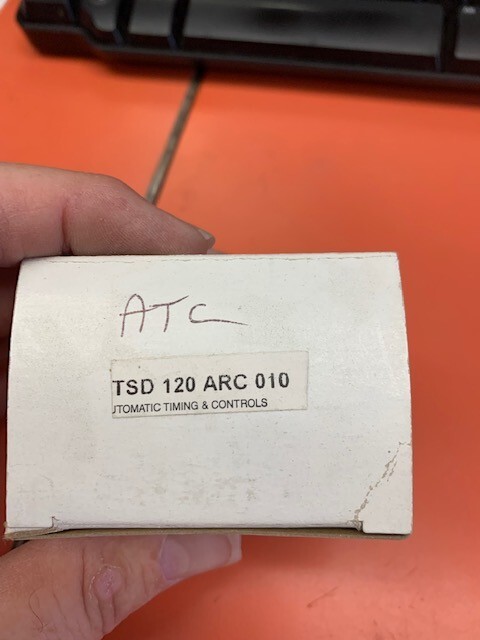 ATC
TSD 120 ARC 010
UTOMATIC TIMING & CONTROLS